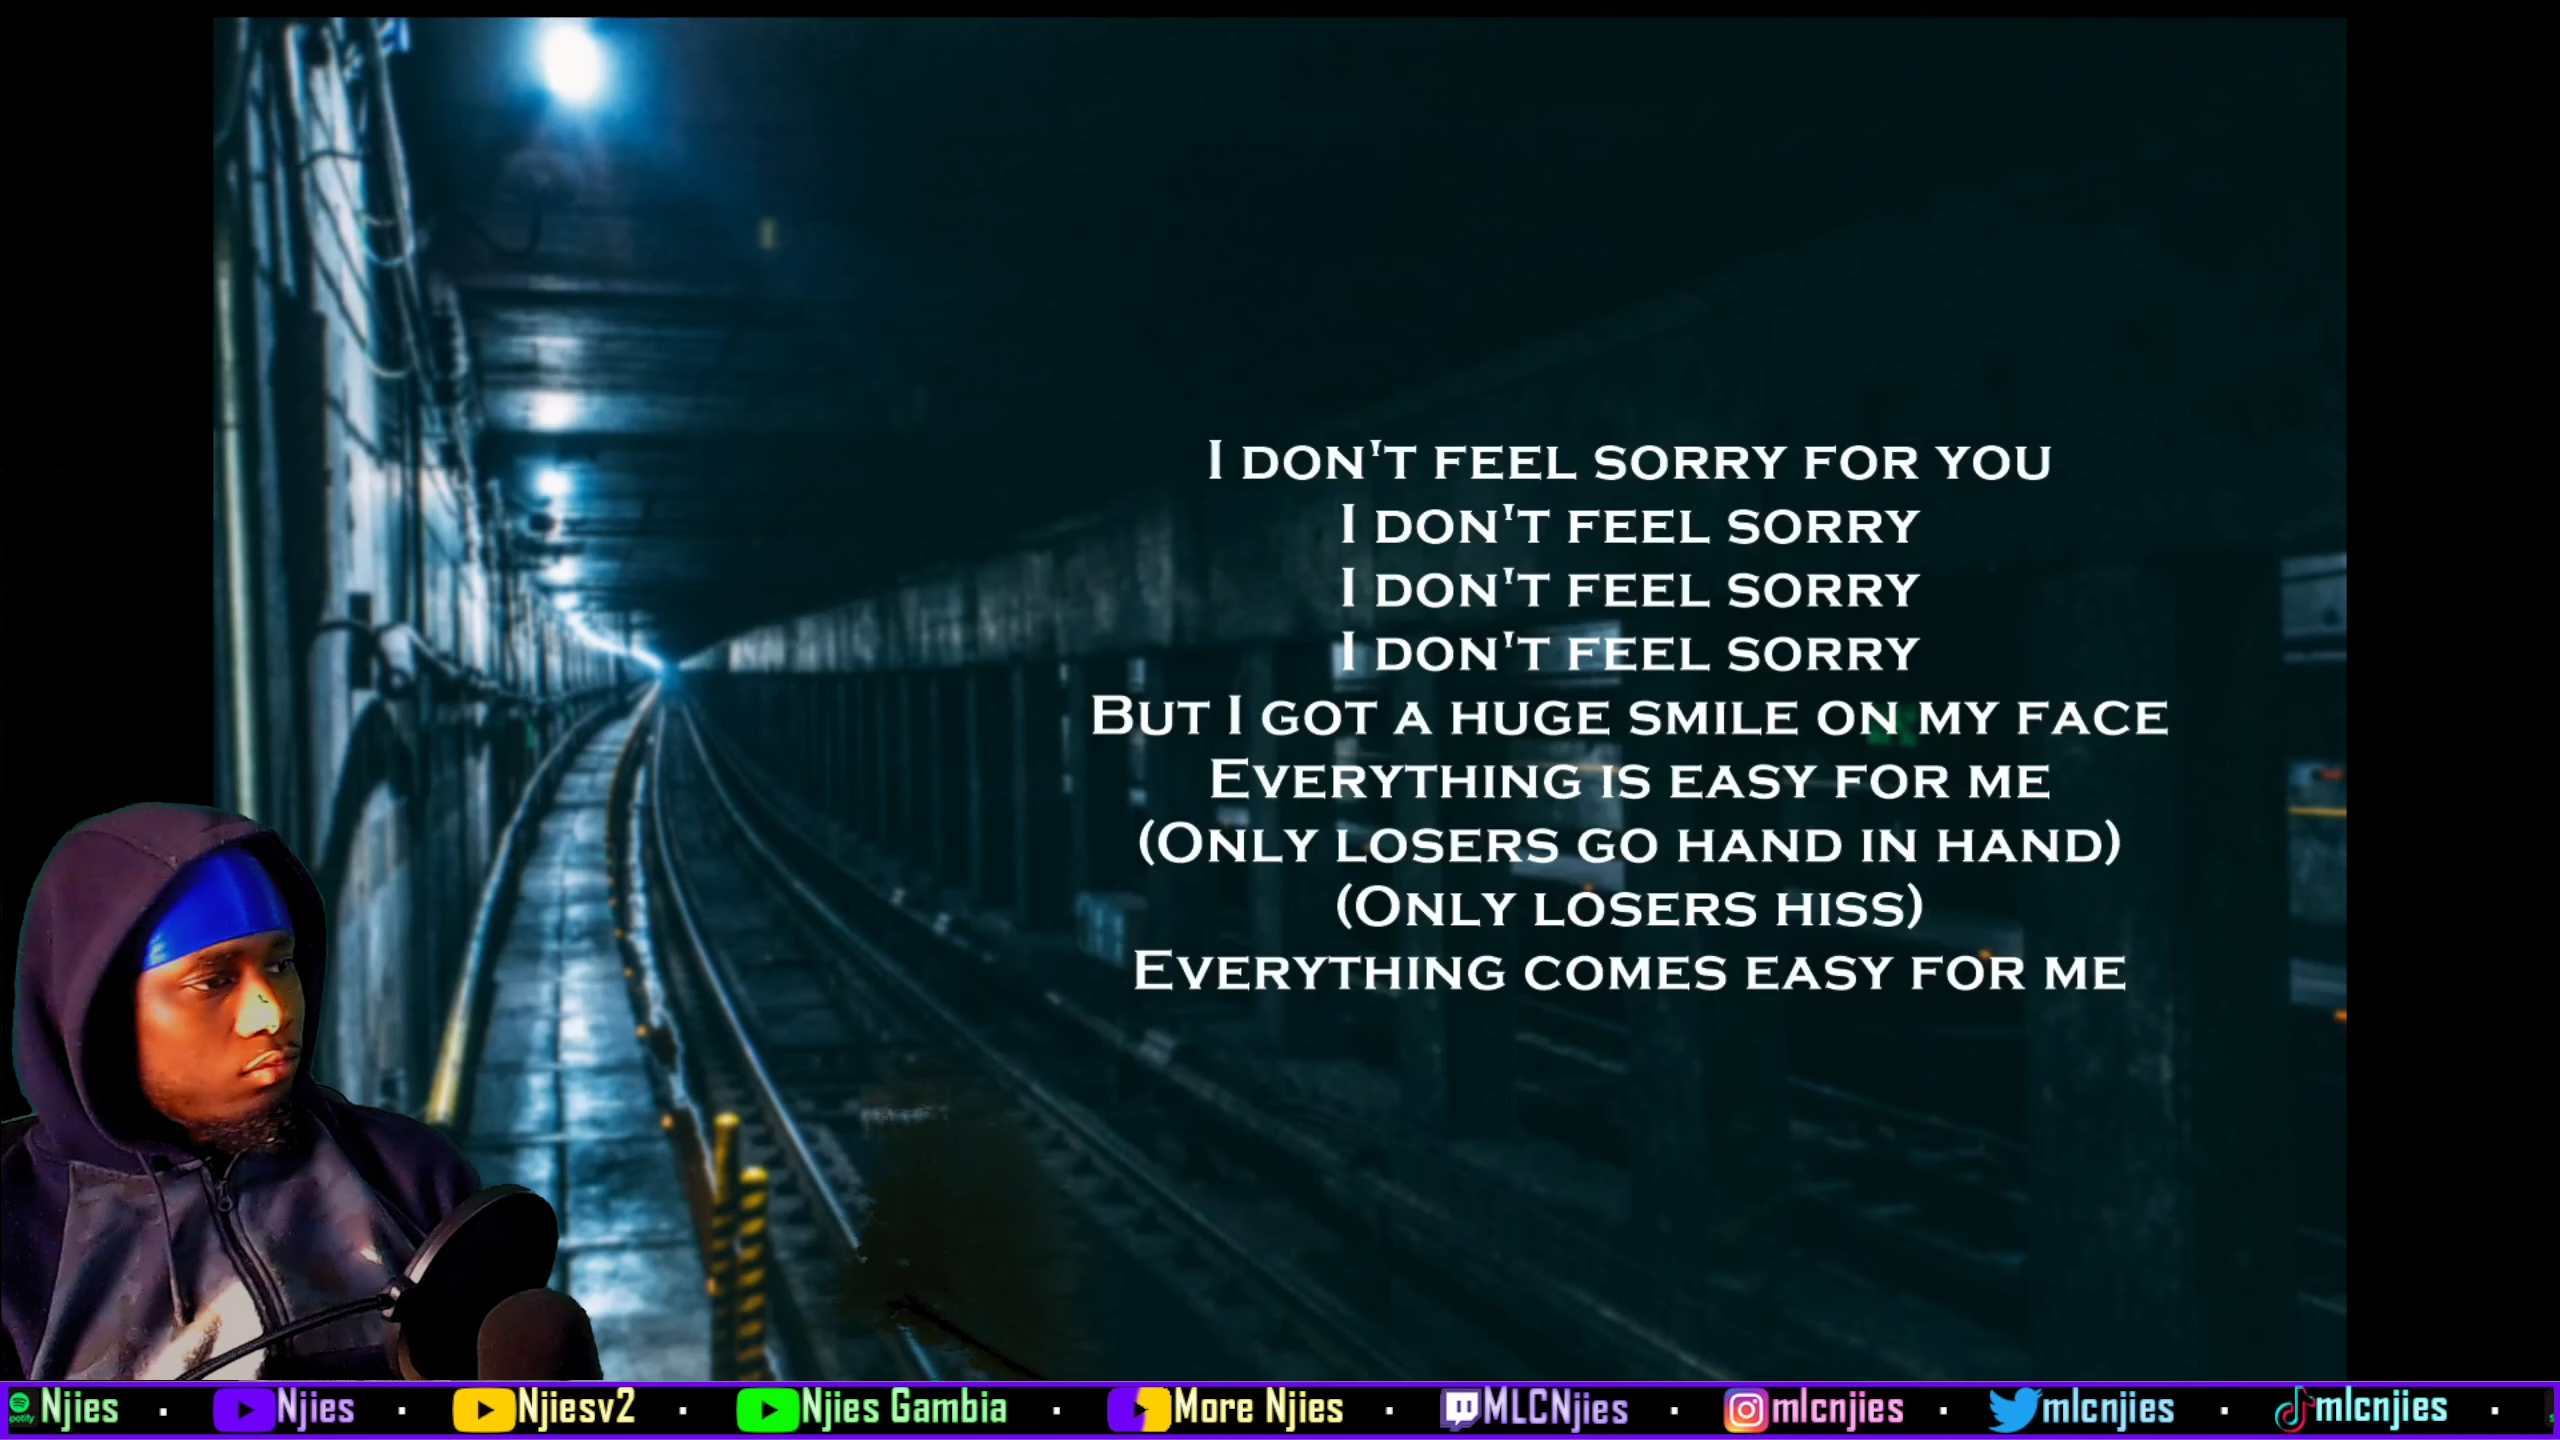 I DON'T FEEL SORRY FOR YOU
I DON'T FEEL SORRY
I DON'T FEEL SORRY
I DON'T FEEL SORRY
BUT I GOT A HUGE SMILE ON MY FACE
EVERYTHING IS EASY FOR ME
(ONLY LOSERS GO HAND IN HAND)
(ONLY LOSERS HISS)
EVERYTHING COMES EASY FOR ME
Njies · Njies · Njiesv2 · Njies Gambia · More Njies · MLCNjies · mlcnjies · mlcnjies · mlcnjies ·